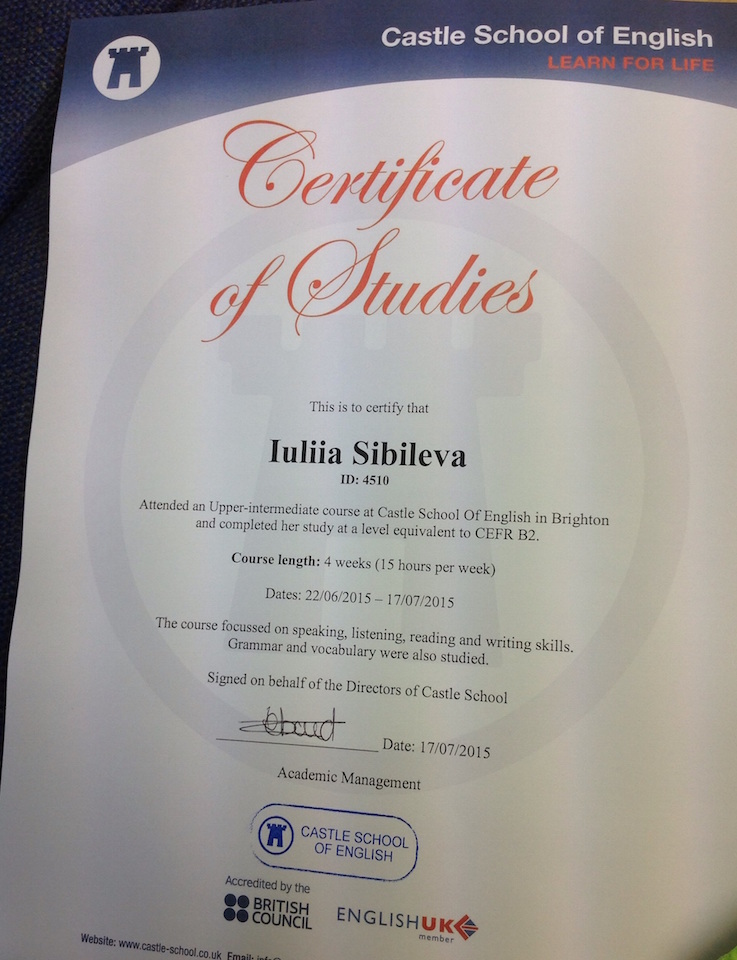 Castle School of English
LEARN FOR LIFE
Certificate
of Studies
This is to certify that
Iuliia Sibileva
ID: 4510
Attended an Upper-intermediate course at Castle School Of English in Brighton
and completed her study at a level equivalent to CEFR B2.
Course length: 4 weeks (15 hours per week)
Dates: 22/06/2015 – 17/07/2015
The course focussed on speaking, listening, reading and writing skills.
Grammar and vocabulary were also studied.
Signed on behalf of the Directors of Castle School
Date: 17/07/2015
Academic Management
CASTLE SCHOOL
OF ENGLISH
Accredited by the
BRITISH
COUNCIL
ENGLISHUK
member
Website: www.castle-school.co.uk Email: